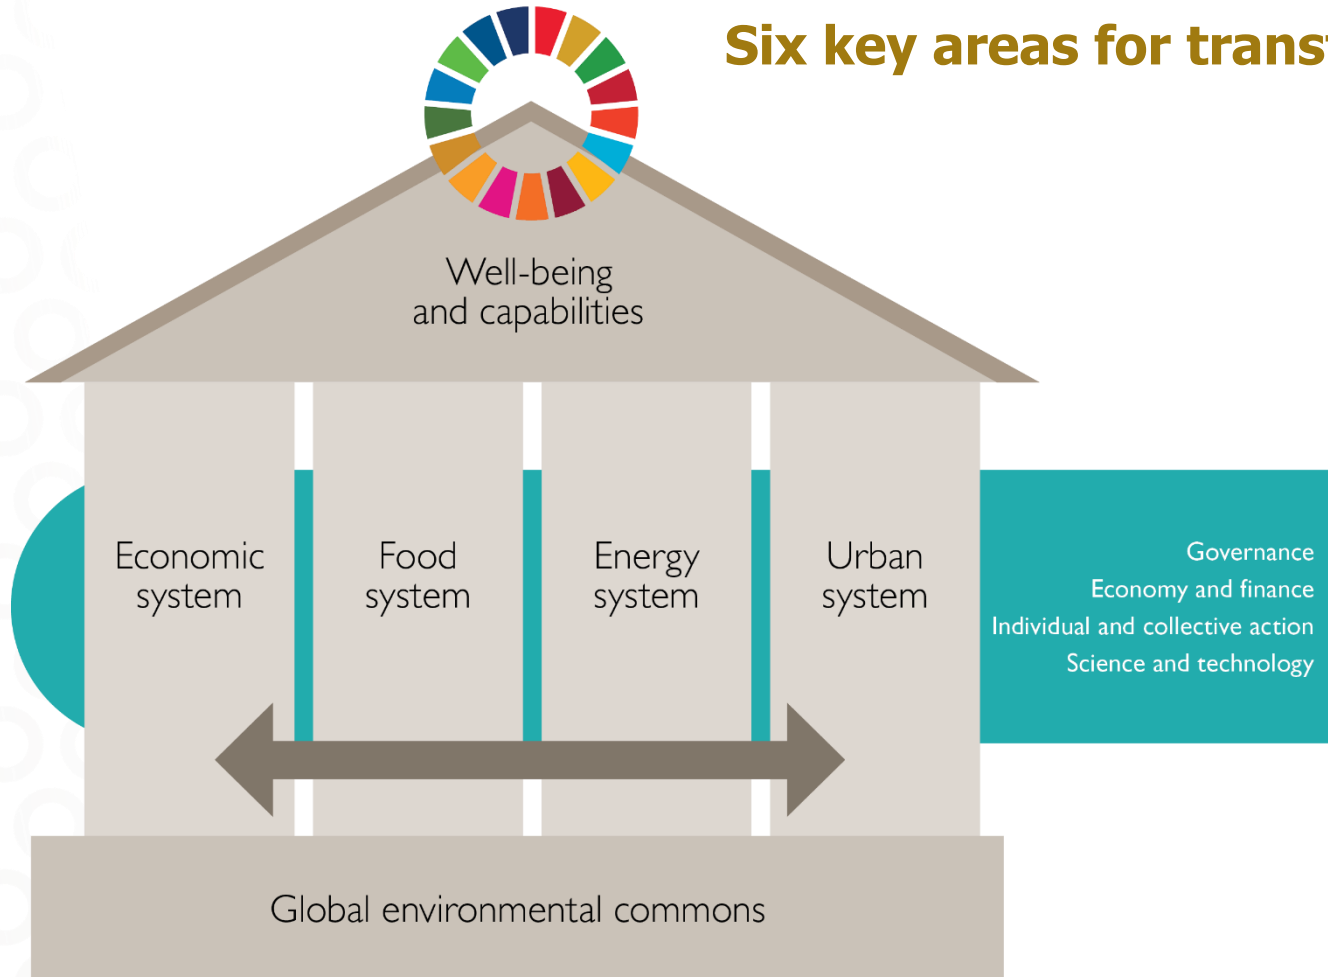 Six key areas for
Well-being
and capabilities
Economic
system
Food
system
Energy
system
Urban
system
Governance
Economy and finance
Individual and collective action
Science and technology
Global environmental commons